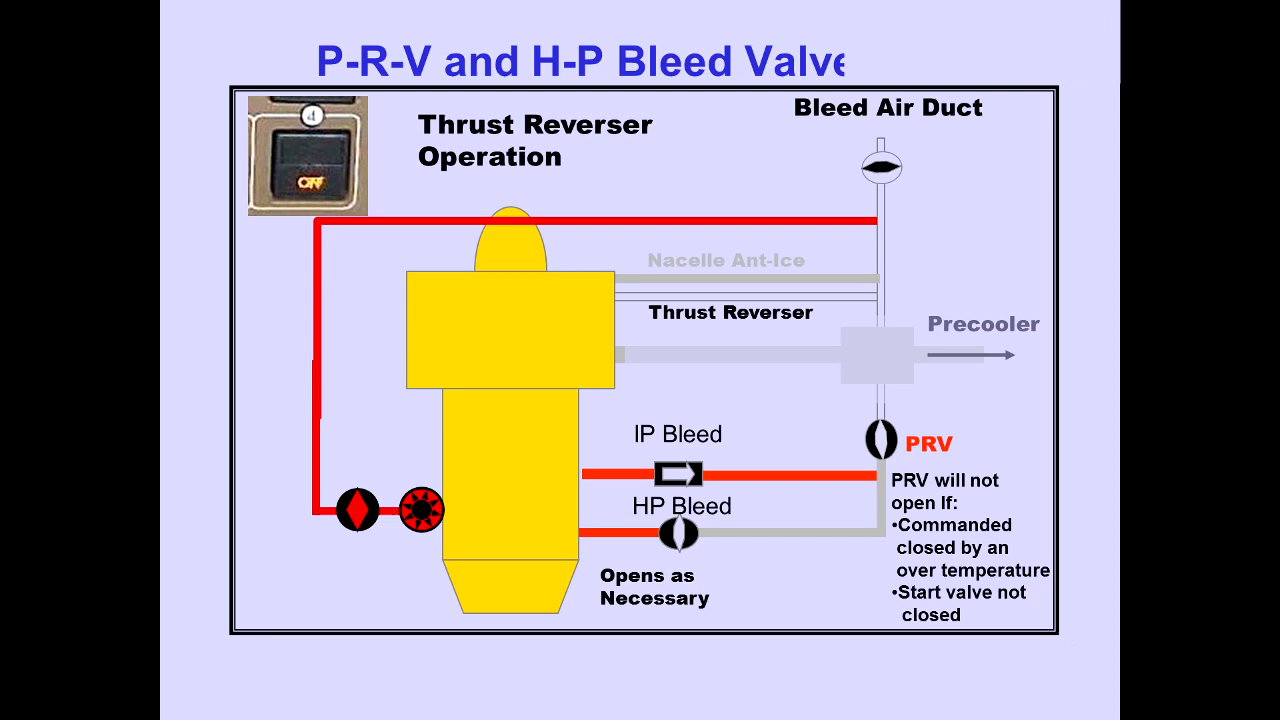 P-R-V and H-P Bleed Valve
4
OFF
Thrust Reverser
Operation
Bleed Air Duct
Nacelle Ant-Ice
Thrust Reverser
Precooler
IP Bleed
PRV
HP Bleed
PRV will not
open If:
•Commanded
closed by an
over temperature
•Start valve not
closed
Opens as
Necessary